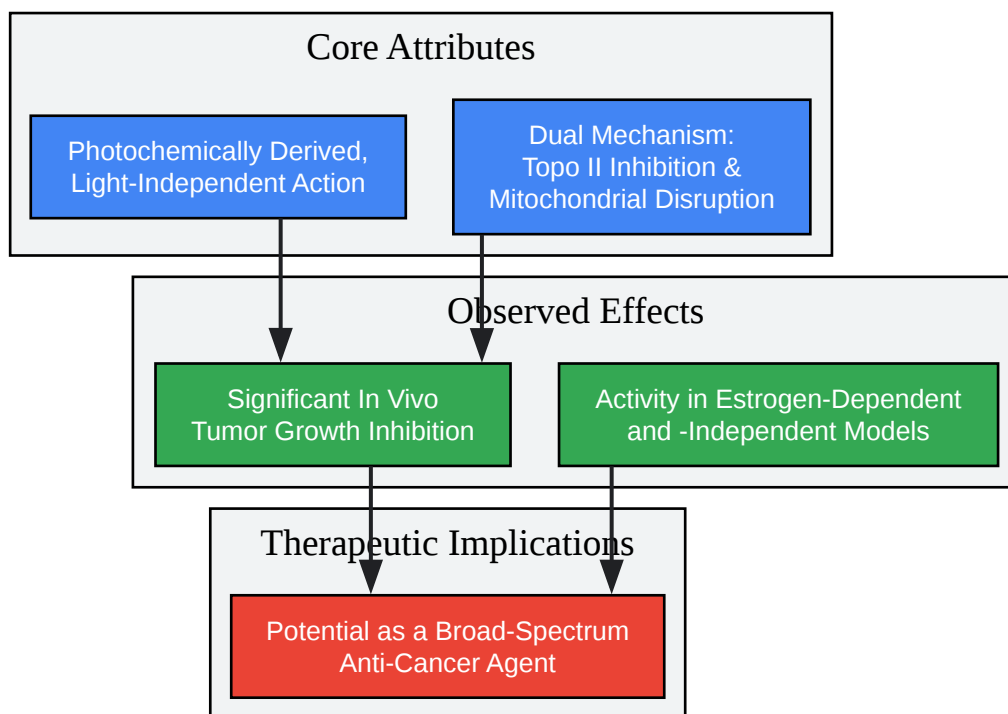 Core Attributes
Photochemically Derived,
Light-Independent Action
Dual Mechanism:
Topo II Inhibition &
Mitochondrial Disruption
Observed Effects
Significant In Vivo
Tumor Growth Inhibition
Activity in Estrogen-Dependent
and -Independent Models
Therapeutic Implications
Potential as a Broad-Spectrum
Anti-Cancer Agent